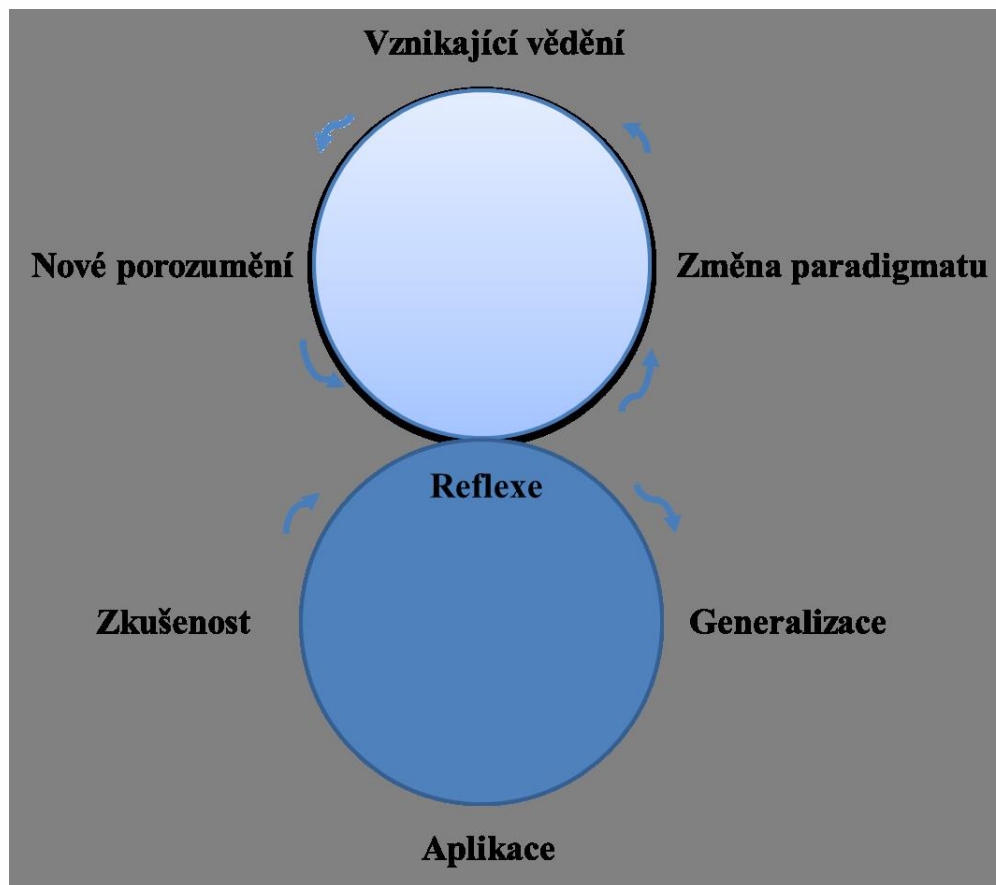 Vznikající vědění
Nové porozumění
Změna paradigmatu
Reflexe
Zkušenost
Generalizace
Aplikace